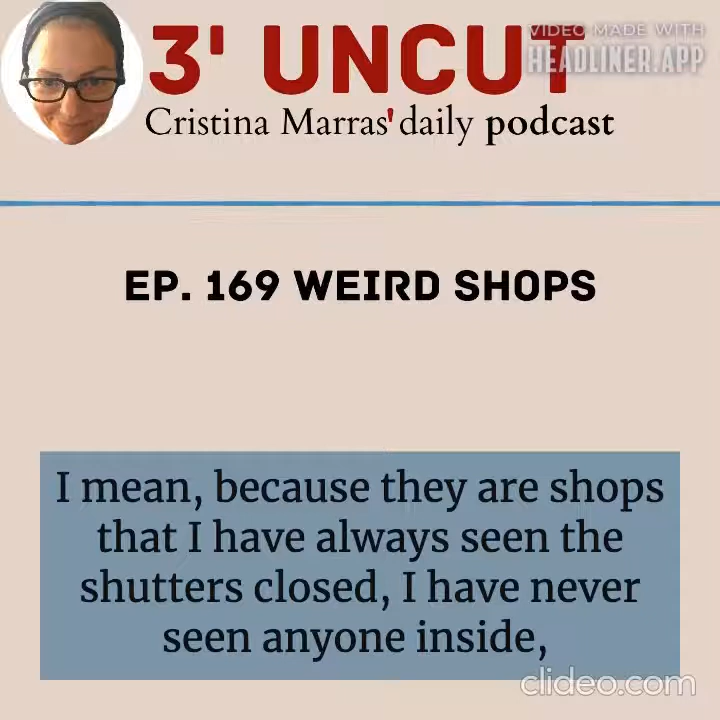 3' UNCUT
VIDEO MADE WITH
HEADLINER.APP
Cristina Marras'daily podcast
EP. 169 WEIRD SHOPS
I mean, because they are shops
that I have always seen the
shutters closed, I have never
seen anyone inside,
clideo.com